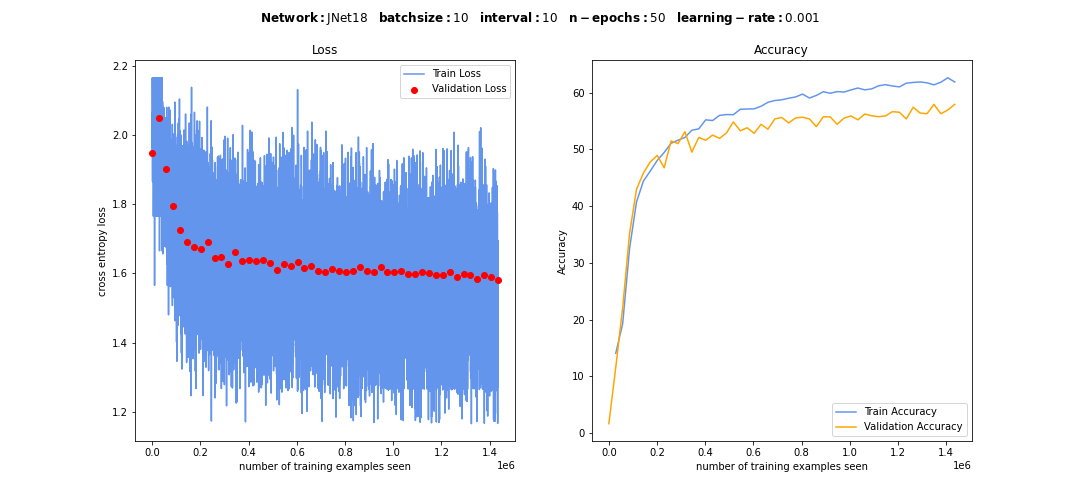 Network: JNet18 batchsize: 10 interval: 10 n−epochs: 50 learning−rate: 0.001
Loss
Accuracy
Train Loss
Validation Loss
2.2
2.0
1.8
1.6
1.4
1.2
cross entropy loss
0.0 0.2 0.4 0.6 0.8 1.0 1.2 1.4
1e6
number of training examples seen
60
50
40
30
20
10
0
Accuracy
Train Accuracy
Validation Accuracy
0.0 0.2 0.4 0.6 0.8 1.0 1.2 1.4
1e6
number of training examples seen